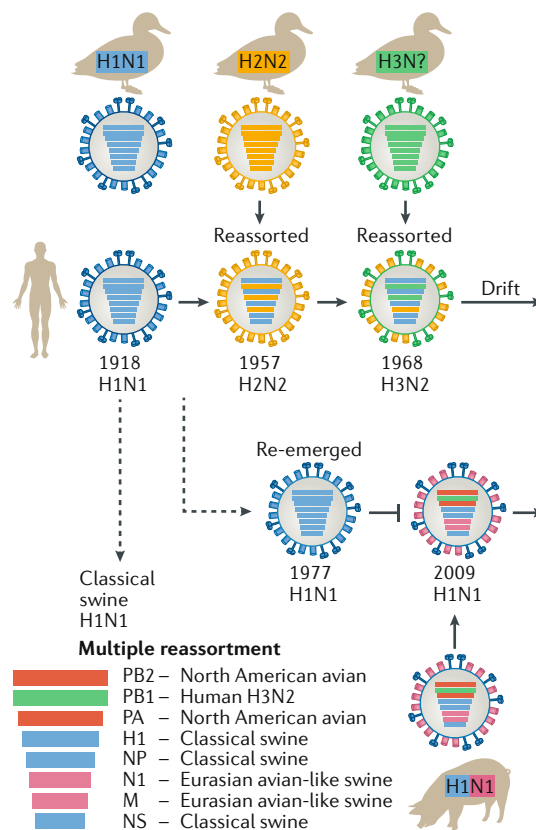 H1N1
H2N2
H3N?
Reassorted
Reassorted
Drift
1918
H1N1
1957
H2N2
1968
H3N2
Re-emerged
1977
H1N1
2009
H1N1
Classical
swine
H1N1
Multiple reassortment
PB2 – North American avian
PB1 – Human H3N2
PA – North American avian
H1 – Classical swine
NP – Classical swine
N1 – Eurasian avian-like swine
M – Eurasian avian-like swine
NS – Classical swine
H1N1